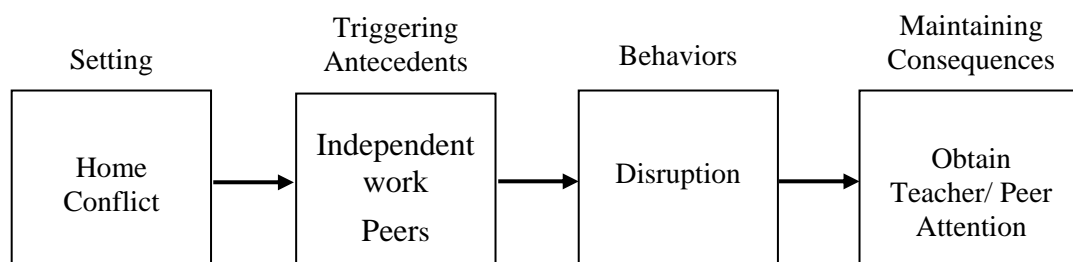 Setting
Triggering
Antecedents
Behaviors
Maintaining
Consequences
Home
Conflict
Independent
work
Peers
Disruption
Obtain
Teacher/ Peer
Attention